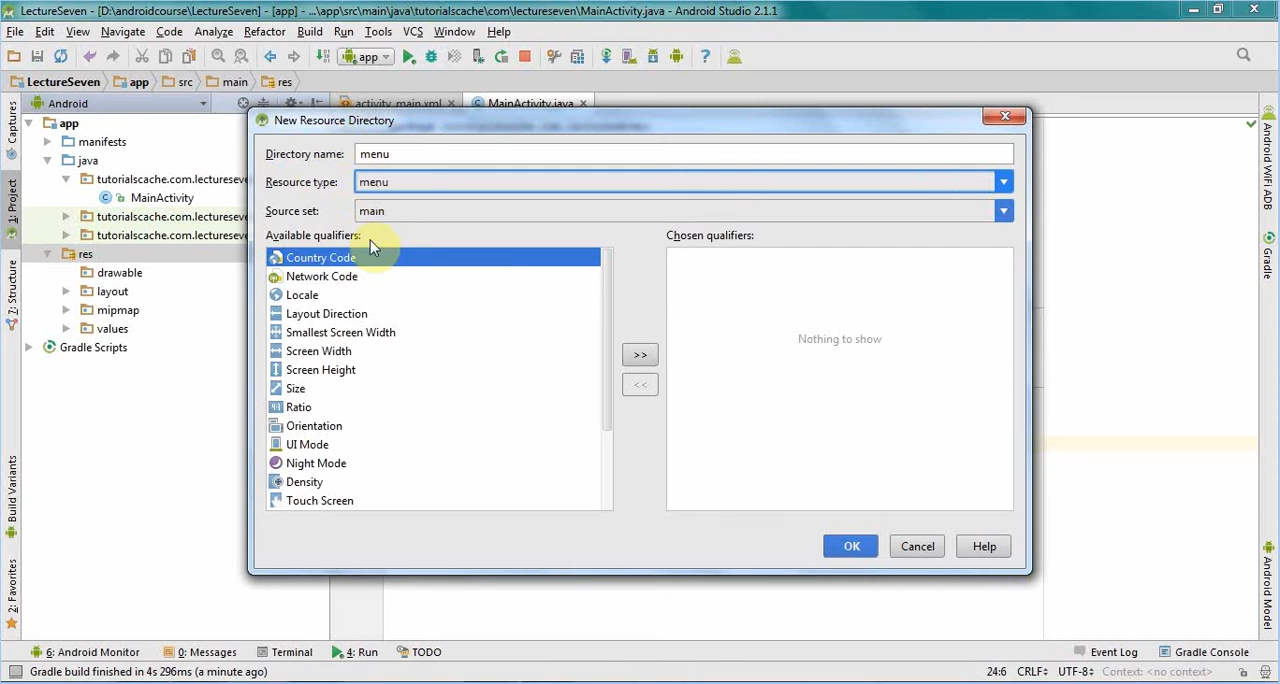 LectureSeven - [D:\androidcourse\LectureSeven] - [app] - ...\app\src\main\java\tutorialscache\com\lectureseven\MainActivity.java - Android Studio 2.1.1
File Edit View Navigate Code Analyze Refactor Build Run Tools VCS Window Help
app
LectureSeven app src main res
Android activity_main.xml MainActivity.java
New Resource Directory
Directory name: menu
Resource type: menu
Source set: main
Available qualifiers: Chosen qualifiers:
Country Code
Network Code
Locale
Layout Direction
Smallest Screen Width
Screen Width
Screen Height
Size
Ratio
Orientation
UI Mode
Night Mode
Density
Touch Screen
>>
<<
Nothing to show
OK Cancel Help
app
manifests
java
tutorialscache.com.lectureseve
MainActivity
tutorialscache.com.lectureseve
tutorialscache.com.lectureseve
res
drawable
layout
mipmap
values
Gradle Scripts
Captures
1: Project
7: Structure
Build Variants
2: Favorites
Android WiFi ADB
Gradle
Android Model
6: Android Monitor 0: Messages Terminal 4: Run TODO Event Log Gradle Console
Gradle build finished in 4s 296ms (a minute ago) 24:6 CRLF UTF-8 Context: <no context>